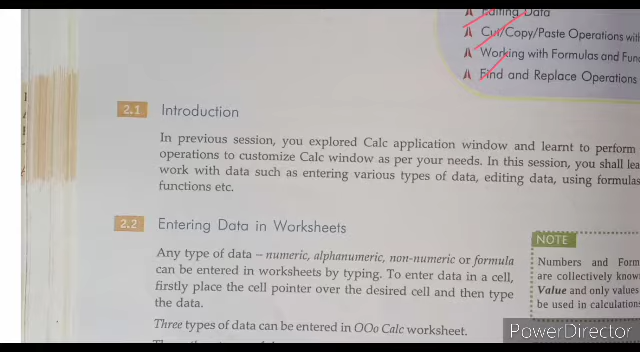 Editing Data
Cut/Copy/Paste Operations with
Working with Formulas and Func
Find and Replace Operations
2.1 Introduction
In previous session, you explored Calc application window and learnt to perform
operations to customize Calc window as per your needs. In this session, you shall lea
work with data such as entering various types of data, editing data, using formulas
functions etc.
2.2 Entering Data in Worksheets
Any type of data – numeric, alphanumeric, non-numeric or formula
can be entered in worksheets by typing. To enter data in a cell,
firstly place the cell pointer over the desired cell and then type
the data.
Three types of data can be entered in OOo Calc worksheet.
NOTE
Numbers and Form
are collectively know
Value and only values
be used in calculation
PowerDirector